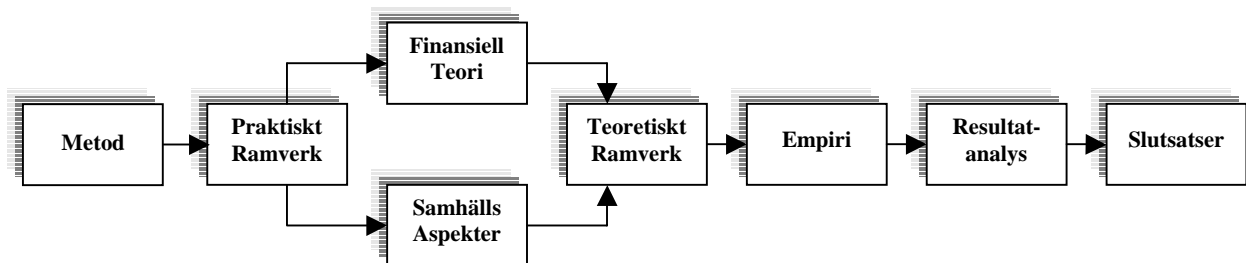 Metod
Praktiskt
Ramverk
Finansiell
Teori
Samhälls
Aspekter
Teoretiskt
Ramverk
Empiri
Resultat-
analys
Slutsatser